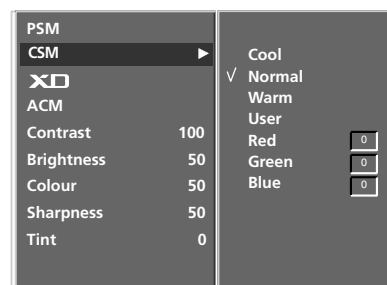 PSM
CSM
XD
ACM
Contrast 100
Brightness 50
Colour 50
Sharpness 50
Tint 0
Cool
√ Normal
Warm
User
Red 0
Green 0
Blue 0